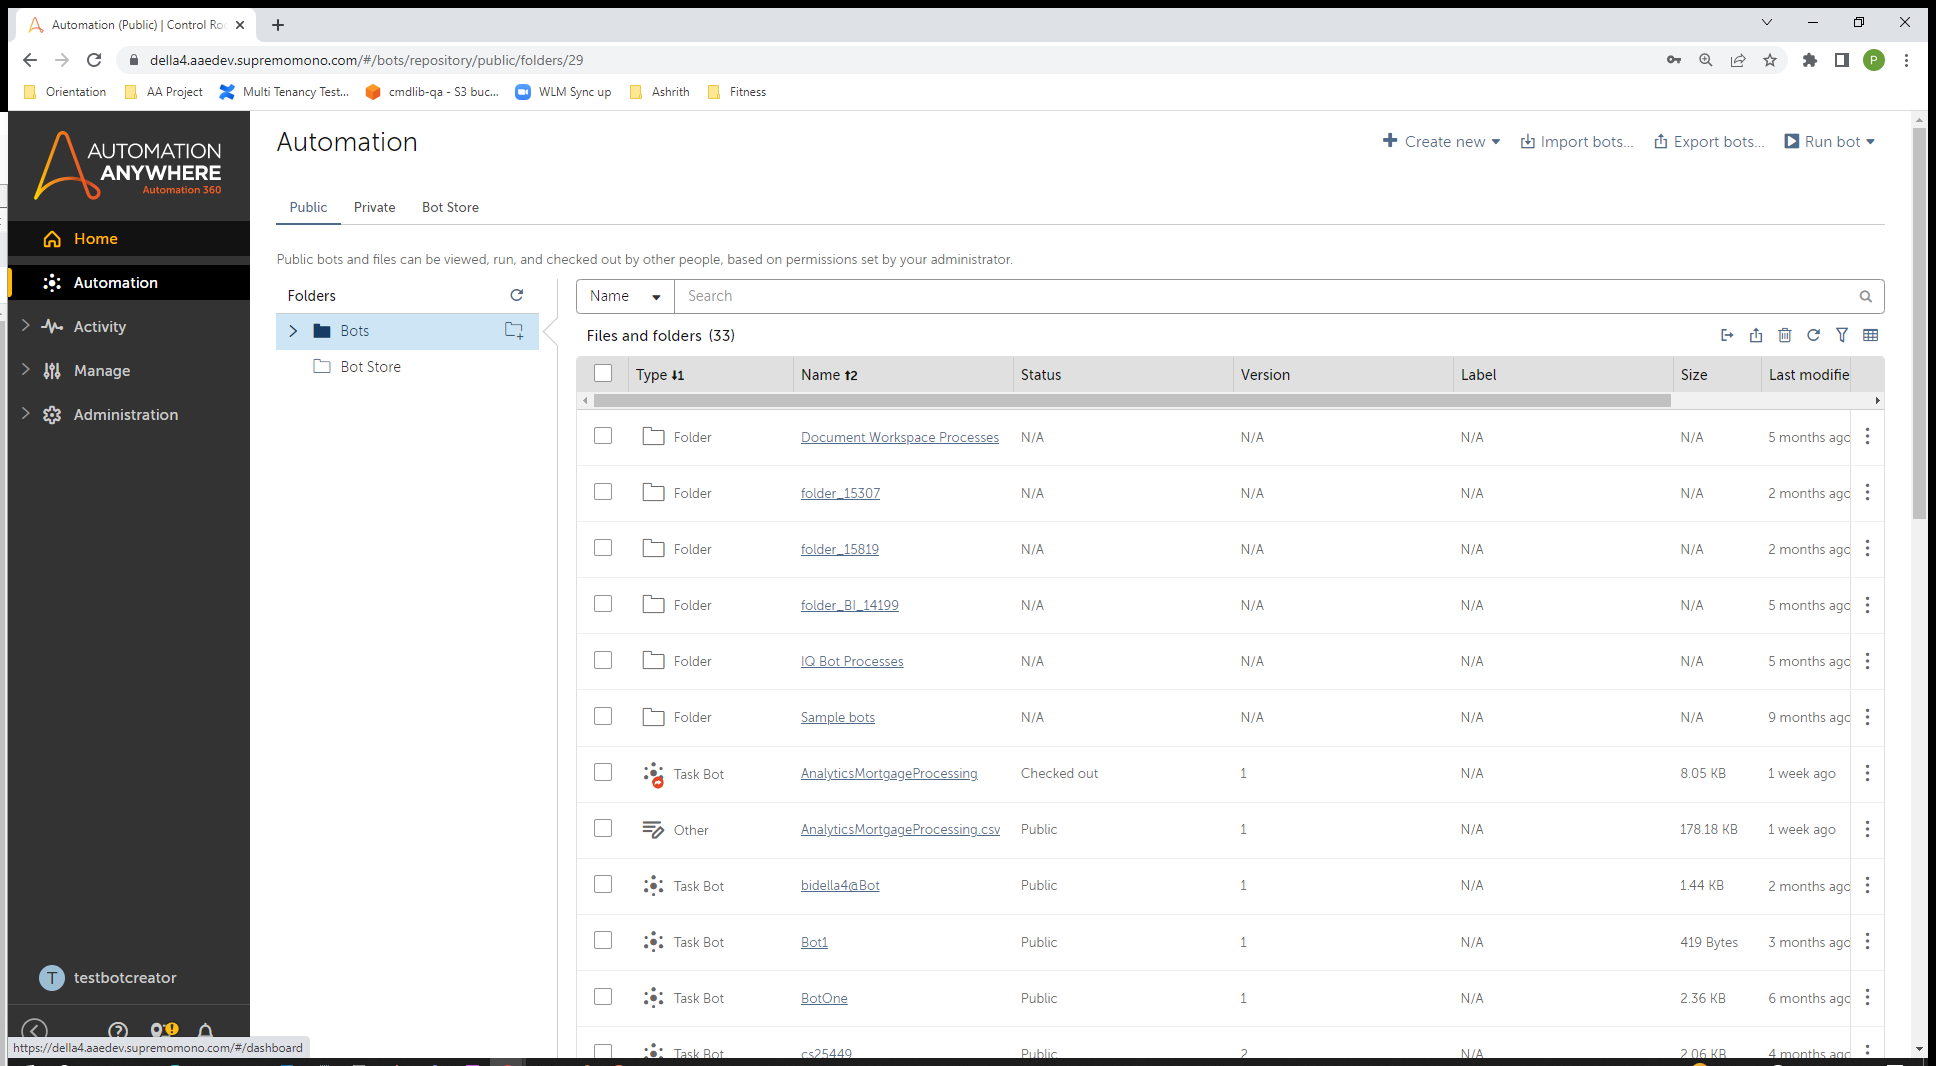 Automation (Public) | Control Roo
della4.aaedev.supremomono.com/#/bots/repository/public/folders/29
P
Orientation AA Project Multi Tenancy Test... cmdlib-qa - S3 buc... WLM Sync up Ashrith Fitness
AUTOMATION
ANYWHERE
Automation 360
Home
Automation
Activity
Manage
Administration
T testbotcreator
https://della4.aaedev.supremomono.com/#/dashboard
Automation
Create new Import bots... Export bots... Run bot
Public Private Bot Store
Public bots and files can be viewed, run, and checked out by other people, based on permissions set by your administrator.
Folders
Bots
Bot Store
Name Search
Files and folders (33)
Type 1 Name 2 Status Version Label Size Last modifie
Folder Document Workspace Processes N/A N/A N/A N/A 5 months ago
Folder folder_15307 N/A N/A N/A N/A 2 months ago
Folder folder_15819 N/A N/A N/A N/A 2 months ago
Folder folder_BI_14199 N/A N/A N/A N/A 5 months ago
Folder IQ Bot Processes N/A N/A N/A N/A 5 months ago
Folder Sample bots N/A N/A N/A N/A 9 months ago
Task Bot AnalyticsMortgageProcessing Checked out 1 N/A 8.05 KB 1 week ago
Other AnalyticsMortgageProcessing.csv Public 1 N/A 178.18 KB 1 week ago
Task Bot bidella4@Bot Public 1 N/A 1.44 KB 2 months ago
Task Bot Bot1 Public 1 N/A 419 Bytes 3 months ago
Task Bot BotOne Public 1 N/A 2.36 KB 6 months ago
Task Bot cs25449 Public 2 N/A 2.06 KB 4 months ago